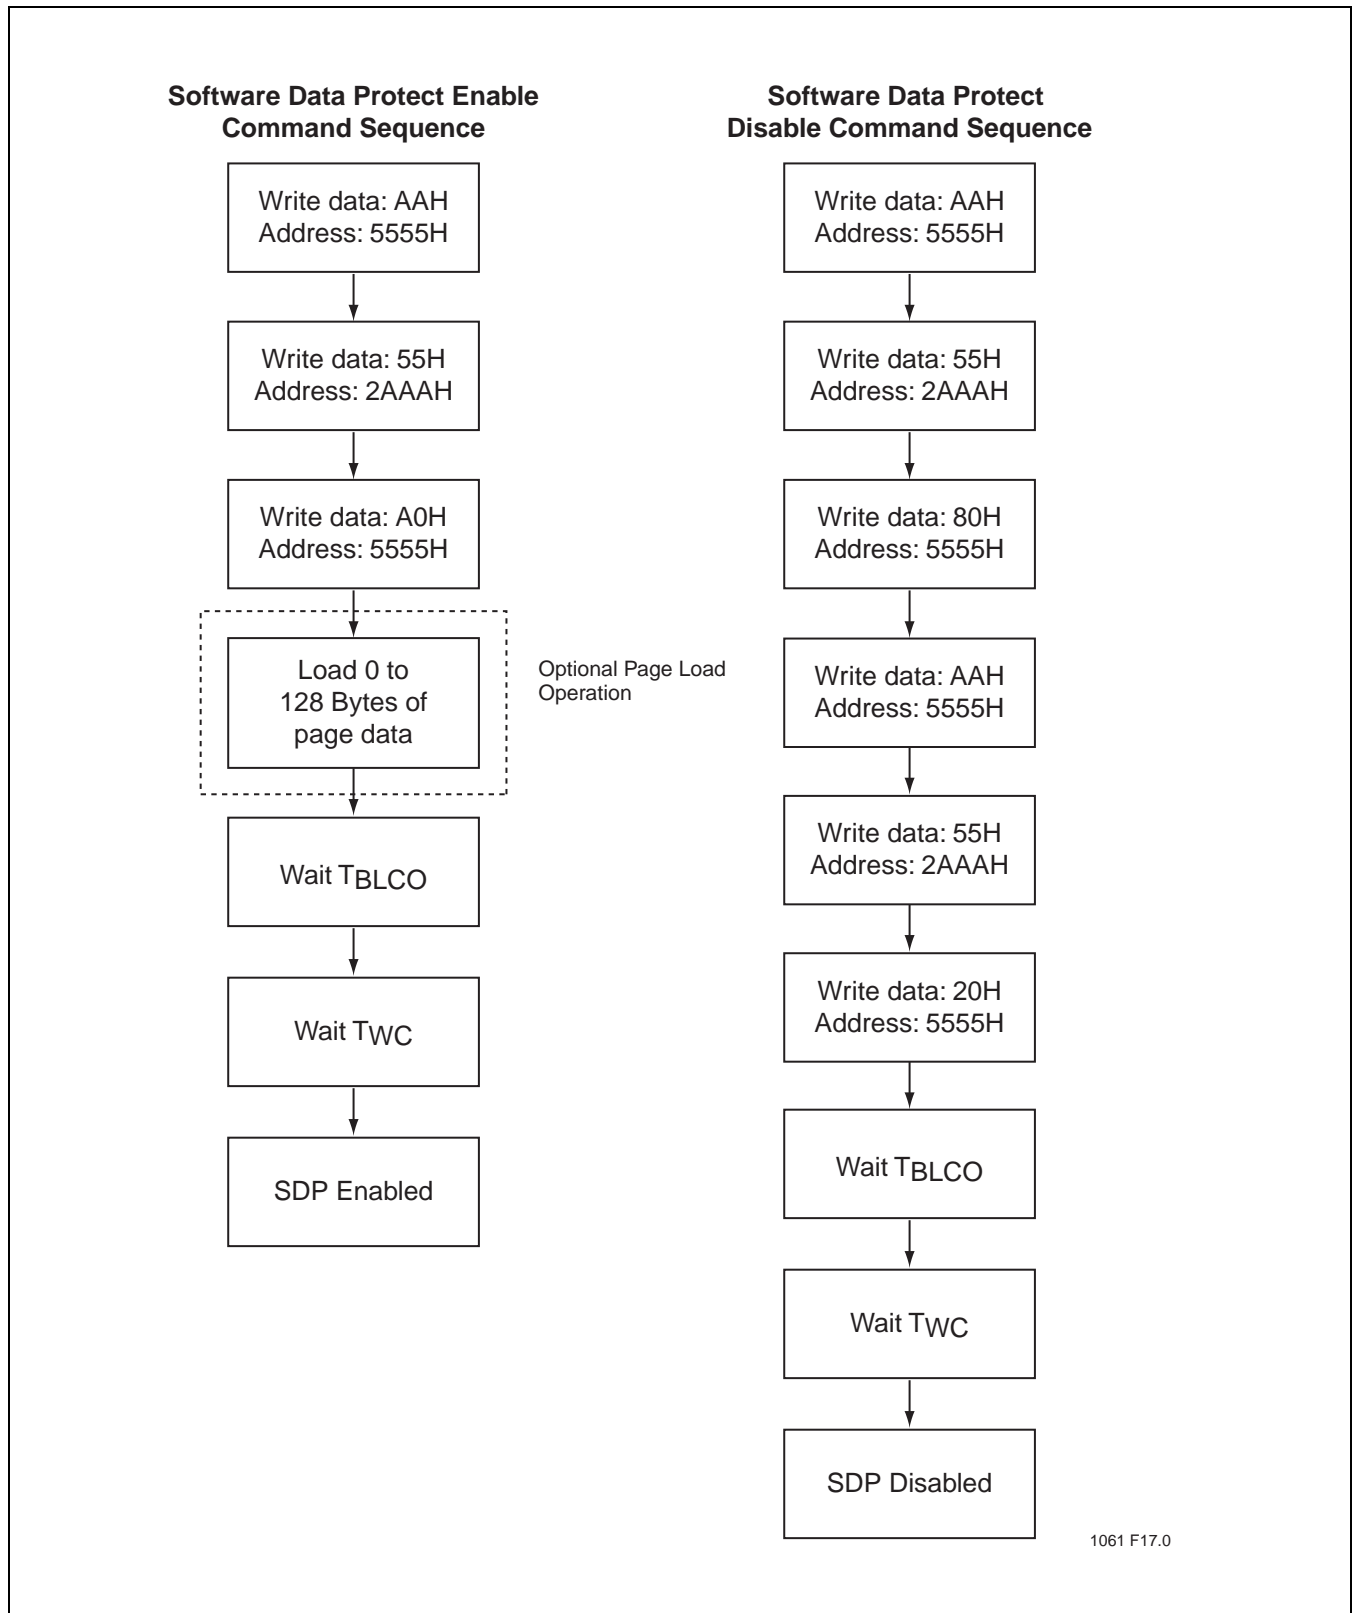 Software Data Protect Enable
Command Sequence
Write data: AAH
Address: 5555H
Write data: 55H
Address: 2AAAH
Write data: A0H
Address: 5555H
Load 0 to
128 Bytes of
page data
Optional Page Load
Operation
Wait TBLCO
Wait TWC
SDP Enabled
Software Data Protect
Disable Command Sequence
Write data: AAH
Address: 5555H
Write data: 55H
Address: 2AAAH
Write data: 80H
Address: 5555H
Write data: AAH
Address: 5555H
Write data: 55H
Address: 2AAAH
Write data: 20H
Address: 5555H
Wait TBLCO
Wait TWC
SDP Disabled
1061 F17.0